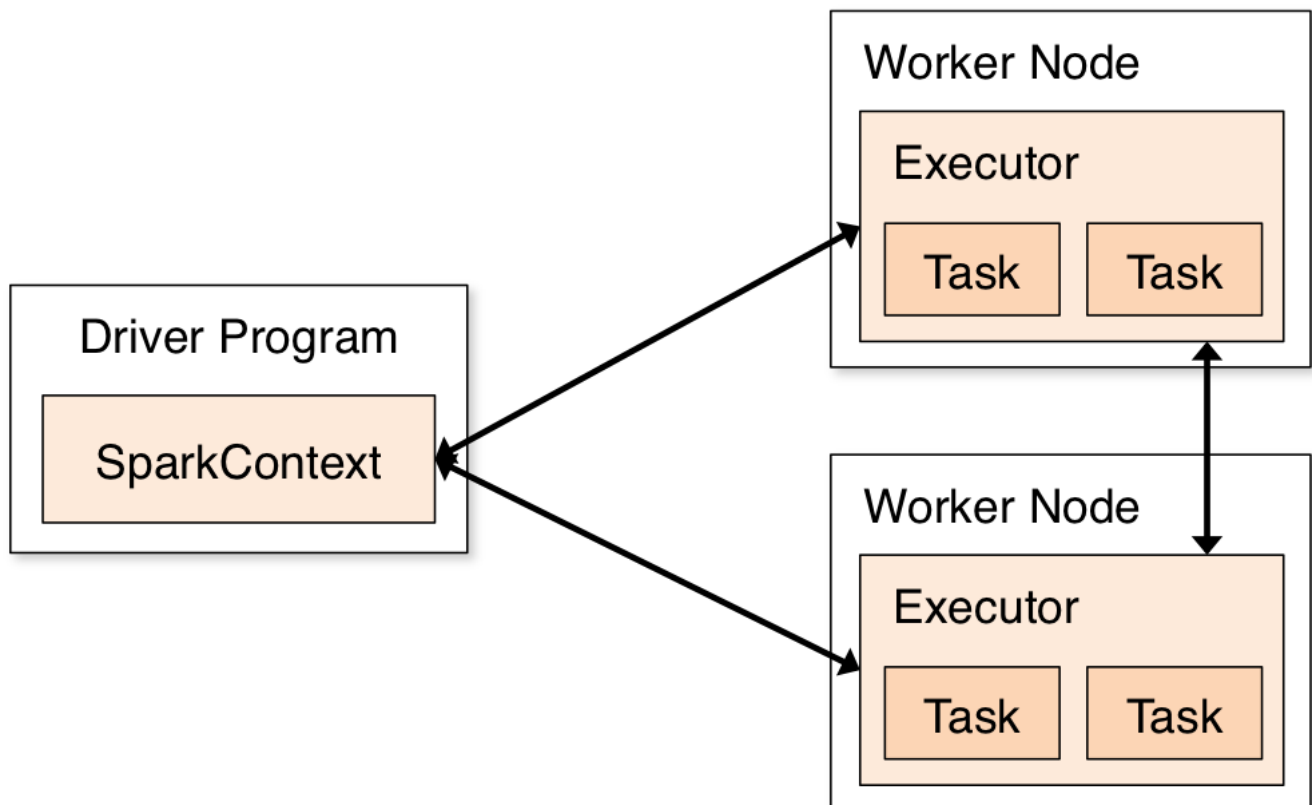 Driver Program
SparkContext
Worker Node
Executor
Task Task
Worker Node
Executor
Task Task